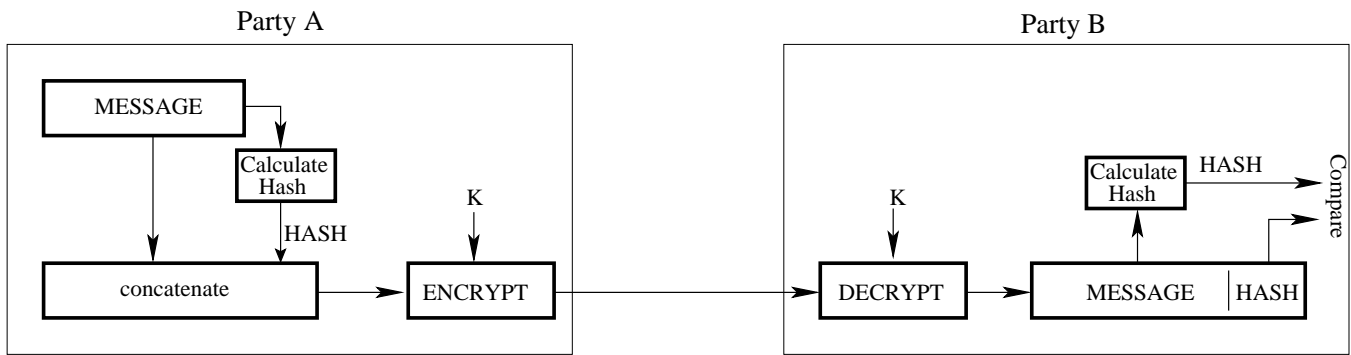 Party A
MESSAGE
Calculate
Hash
HASH
K
concatenate
ENCRYPT
Party B
Calculate
Hash
HASH
Compare
K
DECRYPT
MESSAGE
HASH